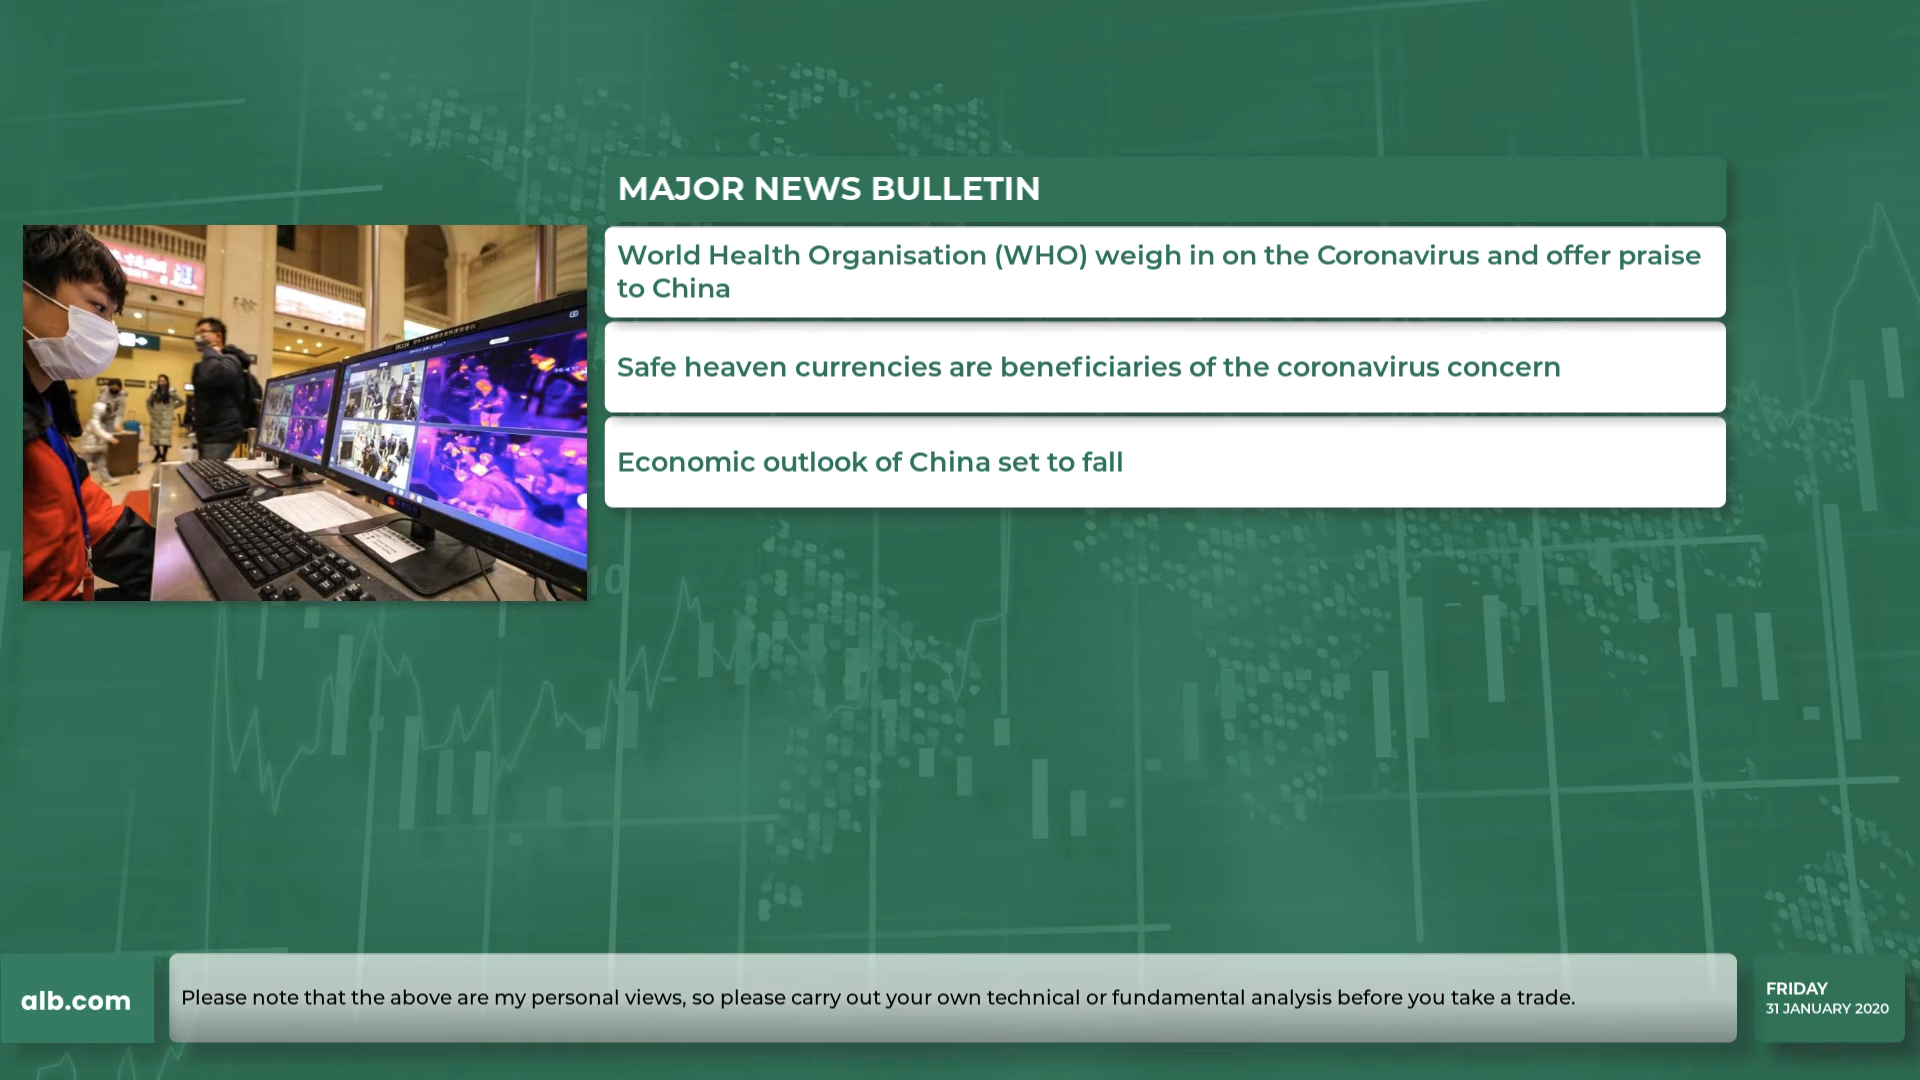 MAJOR NEWS BULLETIN
World Health Organisation (WHO) weigh in on the Coronavirus and offer praise
to China
Safe heaven currencies are beneficiaries of the coronavirus concern
Economic outlook of China set to fall
10
alb.com
Please note that the above are my personal views, so please carry out your own technical or fundamental analysis before you take a trade.
FRIDAY
31 JANUARY 2020